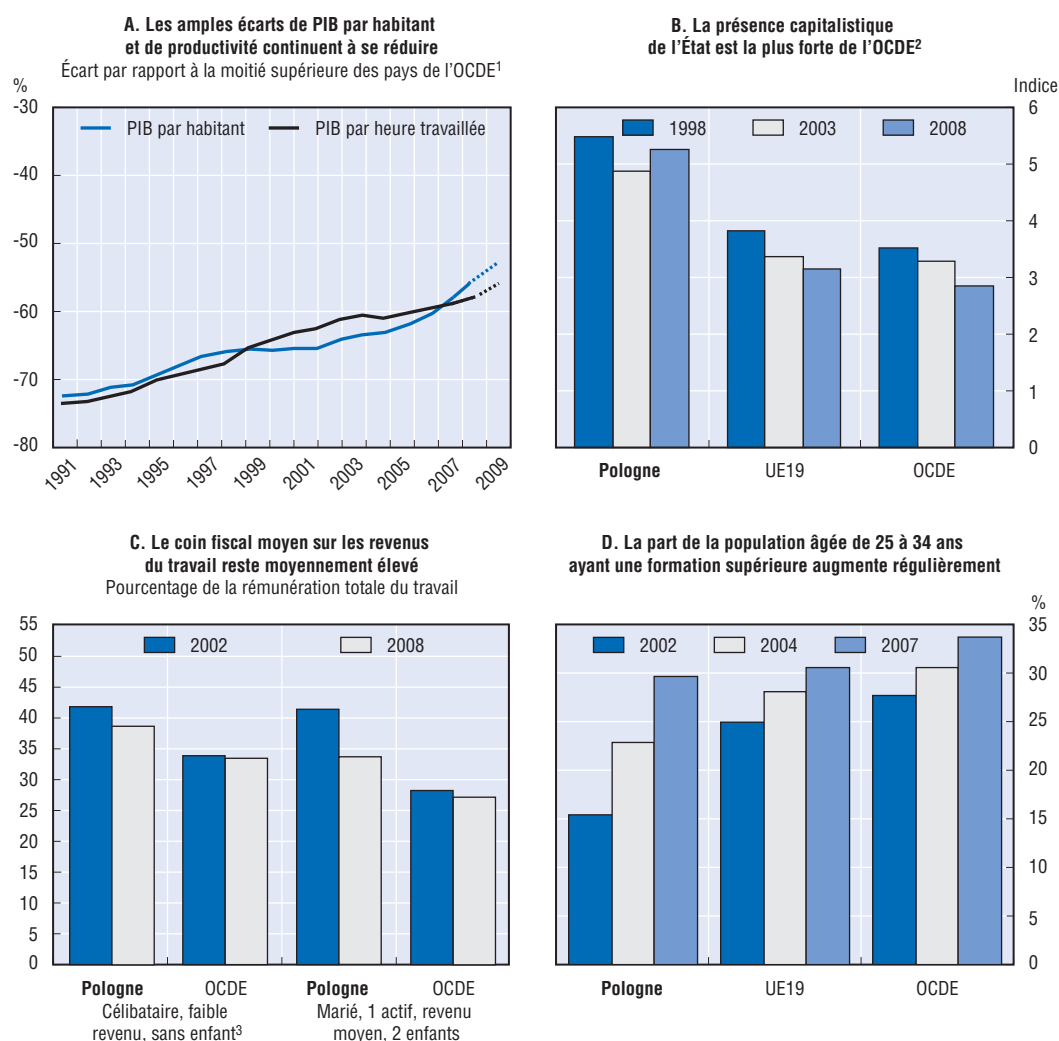 A. Les amples écarts de PIB par habitant
et de productivité continuent à se réduire
Écart par rapport à la moitié supérieure des pays de l'OCDE¹
%
-30
-40
-50
-60
-70
-80
PIB par habitant
PIB par heure travaillée
1991
1993
1995
1997
1999
2001
2003
2005
2007
2009
B. La présence capitalistique
de l'État est la plus forte de l'OCDE²
Indice
6
5
4
3
2
1
0
1998
2003
2008
Pologne
UE19
OCDE
C. Le coin fiscal moyen sur les revenus
du travail reste moyennement élevé
Pourcentage de la rémunération totale du travail
55
50
45
40
35
30
25
20
15
10
5
0
2002
2008
Pologne
OCDE
Pologne
OCDE
Célibataire, faible
revenu, sans enfant³
Marié, 1 actif, revenu
moyen, 2 enfants
D. La part de la population âgée de 25 à 34 ans
ayant une formation supérieure augmente régulièrement
%
35
30
25
20
15
10
5
0
2002
2004
2007
Pologne
UE19
OCDE